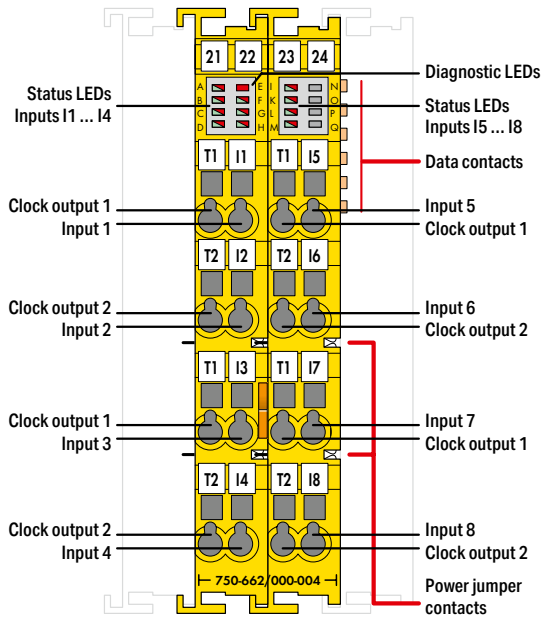 21 22 23 24
Diagnostic LEDs
A E I N
B F K O
C G L P
D H M Q
Status LEDs
Inputs I1 ... I4
Status LEDs
Inputs I5 ... I8
Data contacts
T1 I1 T1 I5
Clock output 1
Input 1
Input 5
Clock output 1
T2 I2 T2 I6
Clock output 2
Input 2
Input 6
Clock output 2
T1 I3 T1 I7
Clock output 1
Input 3
Input 7
Clock output 1
T2 I4 T2 I8
Clock output 2
Input 4
Input 8
Clock output 2
750-662/000-004
Power jumper
contacts